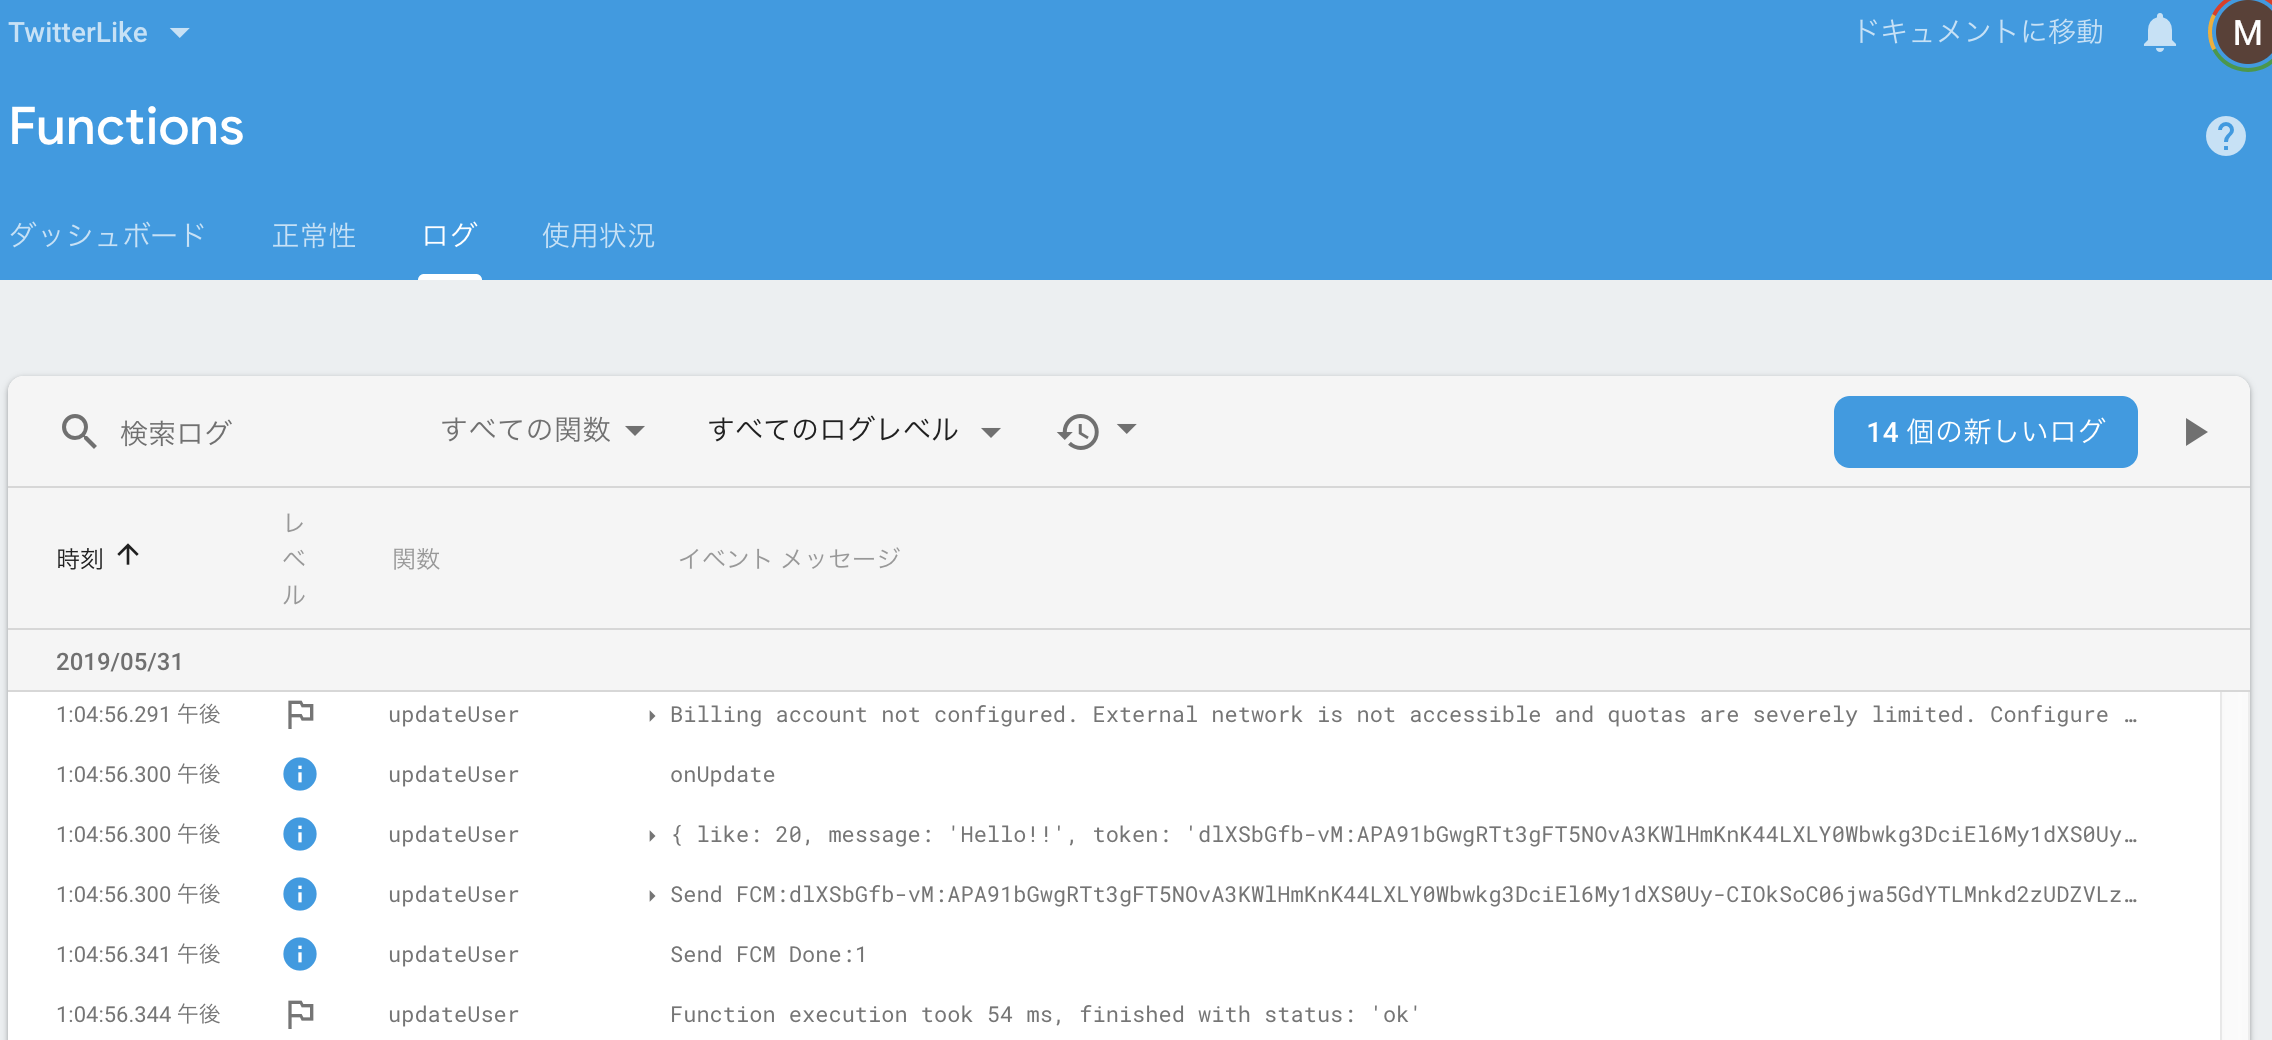 TwitterLike
ドキュメントに移動
M
Functions
ダッシュボード 正常性 ログ 使用状況
検索ログ すべての関数 すべてのログレベル 14 個の新しいログ
時刻 レベル 関数 イベント メッセージ
2019/05/31
1:04:56.291 午後 updateUser Billing account not configured. External network is not accessible and quotas are severely limited. Configure …
1:04:56.300 午後 updateUser onUpdate
1:04:56.300 午後 updateUser { like: 20, message: 'Hello!!', token: 'dlXSbGfb-vM:APA91bGwgRTt3gFT5NOvA3KWlHmKnK44LXLY0Wbwkg3DciEl6My1dXS0Uy…
1:04:56.300 午後 updateUser Send FCM:dlXSbGfb-vM:APA91bGwgRTt3gFT5NOvA3KWlHmKnK44LXLY0Wbwkg3DciEl6My1dXS0Uy-CIOkSoC06jwa5GdYTLMnkd2zUDZVLz…
1:04:56.341 午後 updateUser Send FCM Done:1
1:04:56.344 午後 updateUser Function execution took 54 ms, finished with status: 'ok'